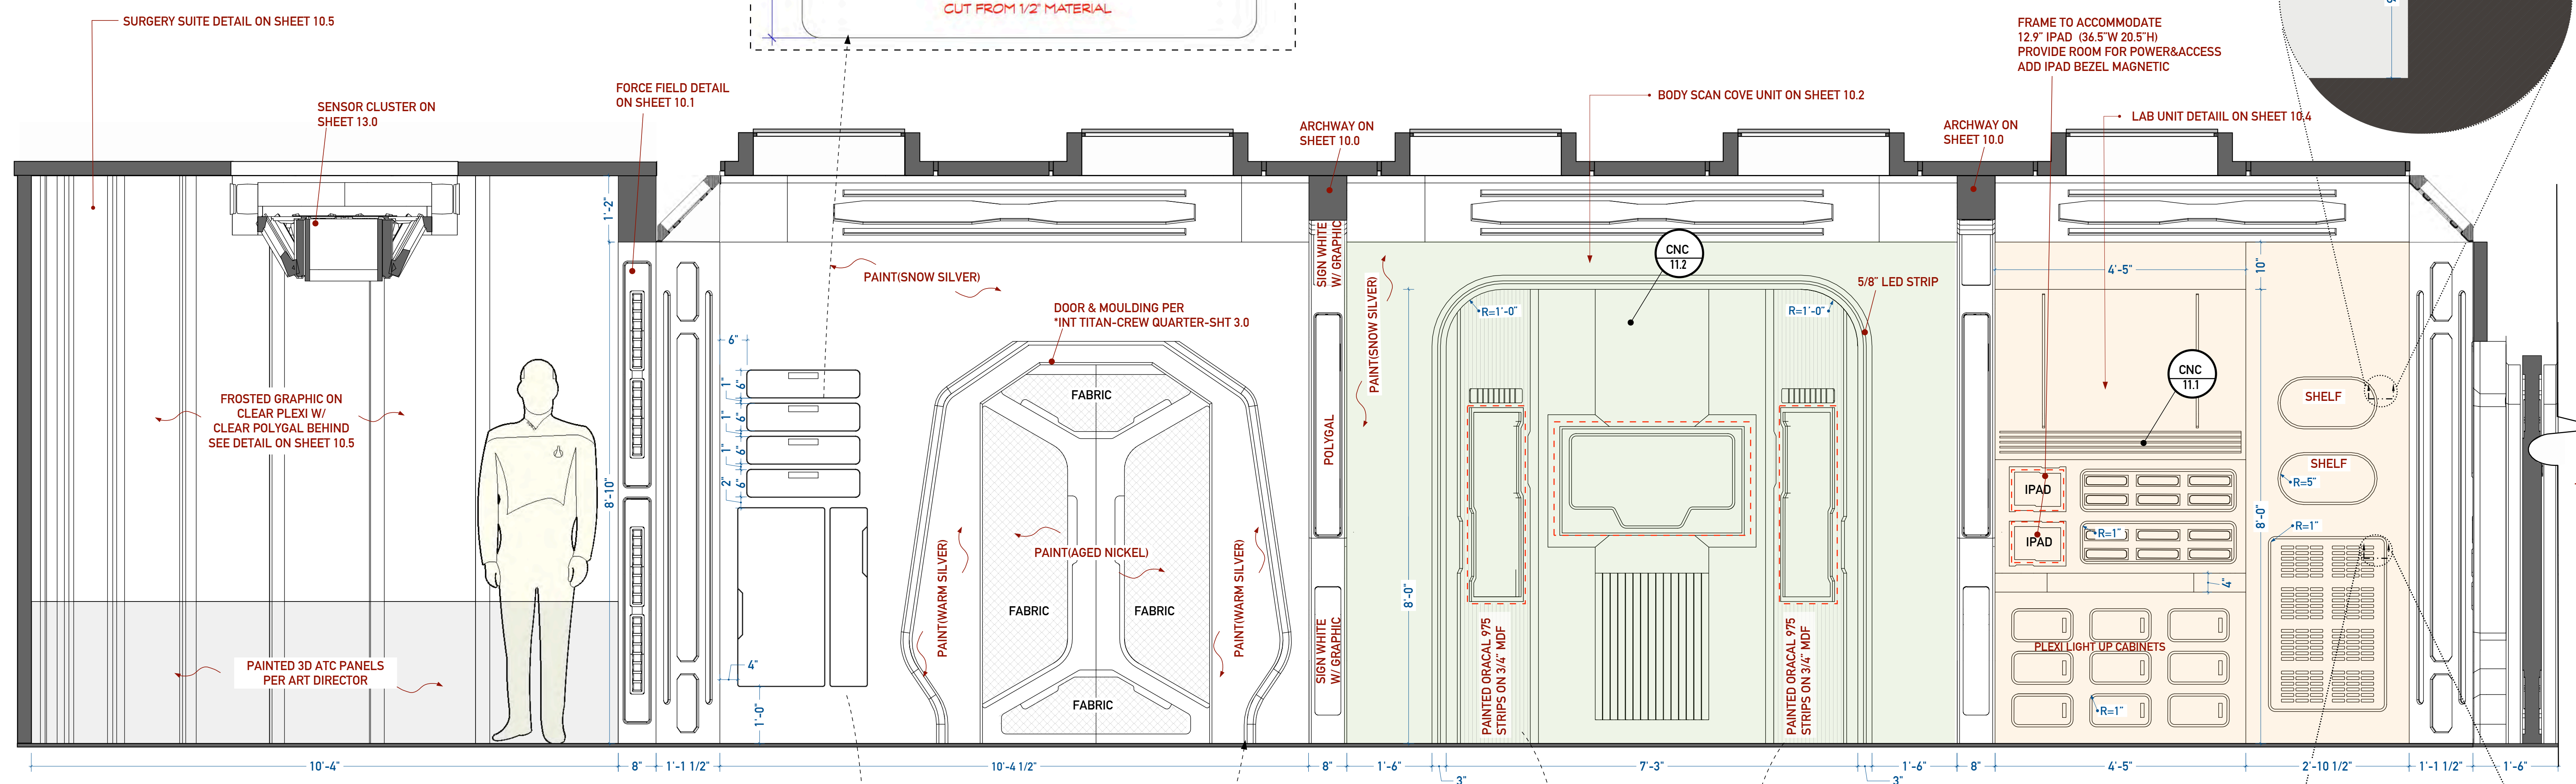 CUT FROM 1/2" MATERIAL
SURGERY SUITE DETAIL ON SHEET 10.5
SENSOR CLUSTER ON
SHEET 13.0
FORCE FIELD DETAIL
ON SHEET 10.1
ARCHWAY ON
SHEET 10.0
BODY SCAN COVE UNIT ON SHEET 10.2
ARCHWAY ON
SHEET 10.0
FRAME TO ACCOMMODATE
12.9" IPAD (36.5"W 20.5"H)
PROVIDE ROOM FOR POWER&ACCESS
ADD IPAD BEZEL MAGNETIC
LAB UNIT DETAIIL ON SHEET 10.4
1'-2"
8'-10"
FROSTED GRAPHIC ON
CLEAR PLEXI W/
CLEAR POLYGAL BEHIND
SEE DETAIL ON SHEET 10.5
PAINTED 3D ATC PANELS
PER ART DIRECTOR
PAINT(SNOW SILVER)
DOOR & MOULDING PER
*INT TITAN-CREW QUARTER-SHT 3.0
6"
1"
6"
1"
6"
1"
6"
2"
6"
4"
1'-0"
FABRIC
PAINT(AGED NICKEL)
FABRIC
FABRIC
FABRIC
PAINT(WARM SILVER)
PAINT(WARM SILVER)
SIGN WHITE
W/ GRAPHIC
POLYGAL
SIGN WHITE
W/ GRAPHIC
PAINT(SNOW SILVER)
CNC
11.2
5/8" LED STRIP
R=1'-0"
R=1'-0"
8'-0"
PAINTED ORACAL 975
STRIPS ON 3/4" MDF
PAINTED ORACAL 975
STRIPS ON 3/4" MDF
4'-5"
10"
CNC
11.1
SHELF
SHELF
R=5"
IPAD
IPAD
R=1"
R=1"
8'-0"
4"
PLEXI LIGHT UP CABINETS
R=1"
10'-4"
8"
1'-1 1/2"
10'-4 1/2"
8"
1'-6"
3"
7'-3"
3"
1'-6"
8"
4'-5"
2'-10 1/2"
1'-1 1/2"
1'-6"